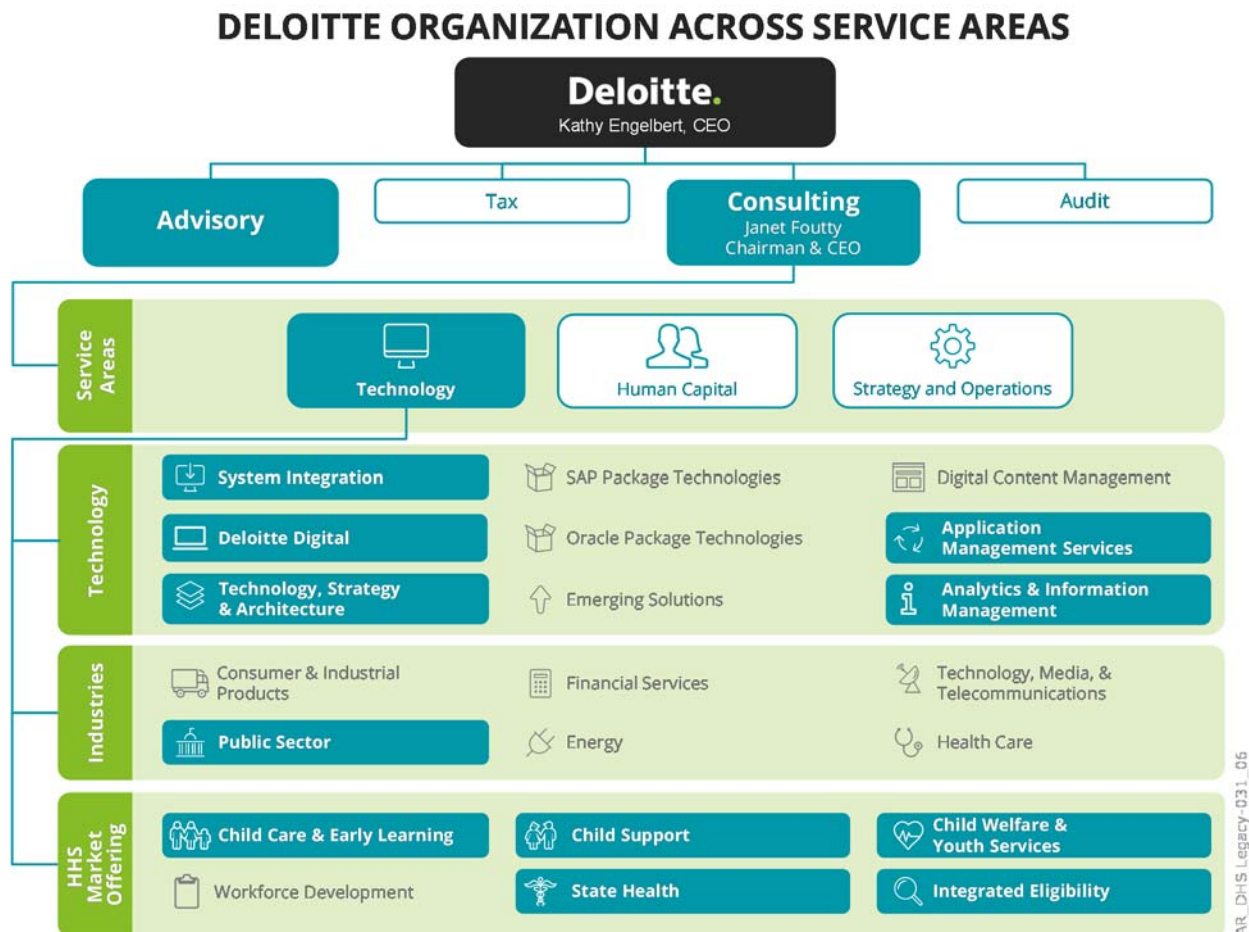 DELOITTE ORGANIZATION ACROSS SERVICE AREAS
Deloitte.
Kathy Engelbert, CEO
Advisory
Tax
Consulting
Janet Foutty
Chairman & CEO
Audit
Service
Areas
Technology
Human Capital
Strategy and Operations
Technology
System Integration
SAP Package Technologies
Digital Content Management
Deloitte Digital
Oracle Package Technologies
Application
Management Services
Technology, Strategy
& Architecture
Emerging Solutions
Analytics & Information
Management
Industries
Consumer & Industrial
Products
Financial Services
Technology, Media, &
Telecommunications
Public Sector
Energy
Health Care
HHS
Market
Offering
Child Care & Early Learning
Child Support
Child Welfare &
Youth Services
Workforce Development
State Health
Integrated Eligibility
AR_DHS Legacy-031_06